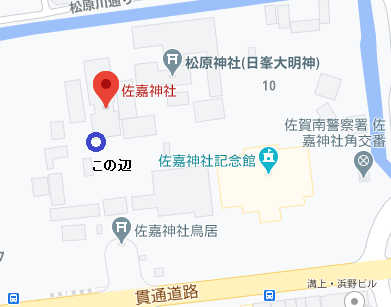 松原川通り
松原神社(日峯大明神)
佐嘉神社
10
佐賀南警察署 佐
嘉神社角交番
この辺
佐嘉神社記念館
佐嘉神社鳥居
7
溝上・浜野ビル
貫通道路